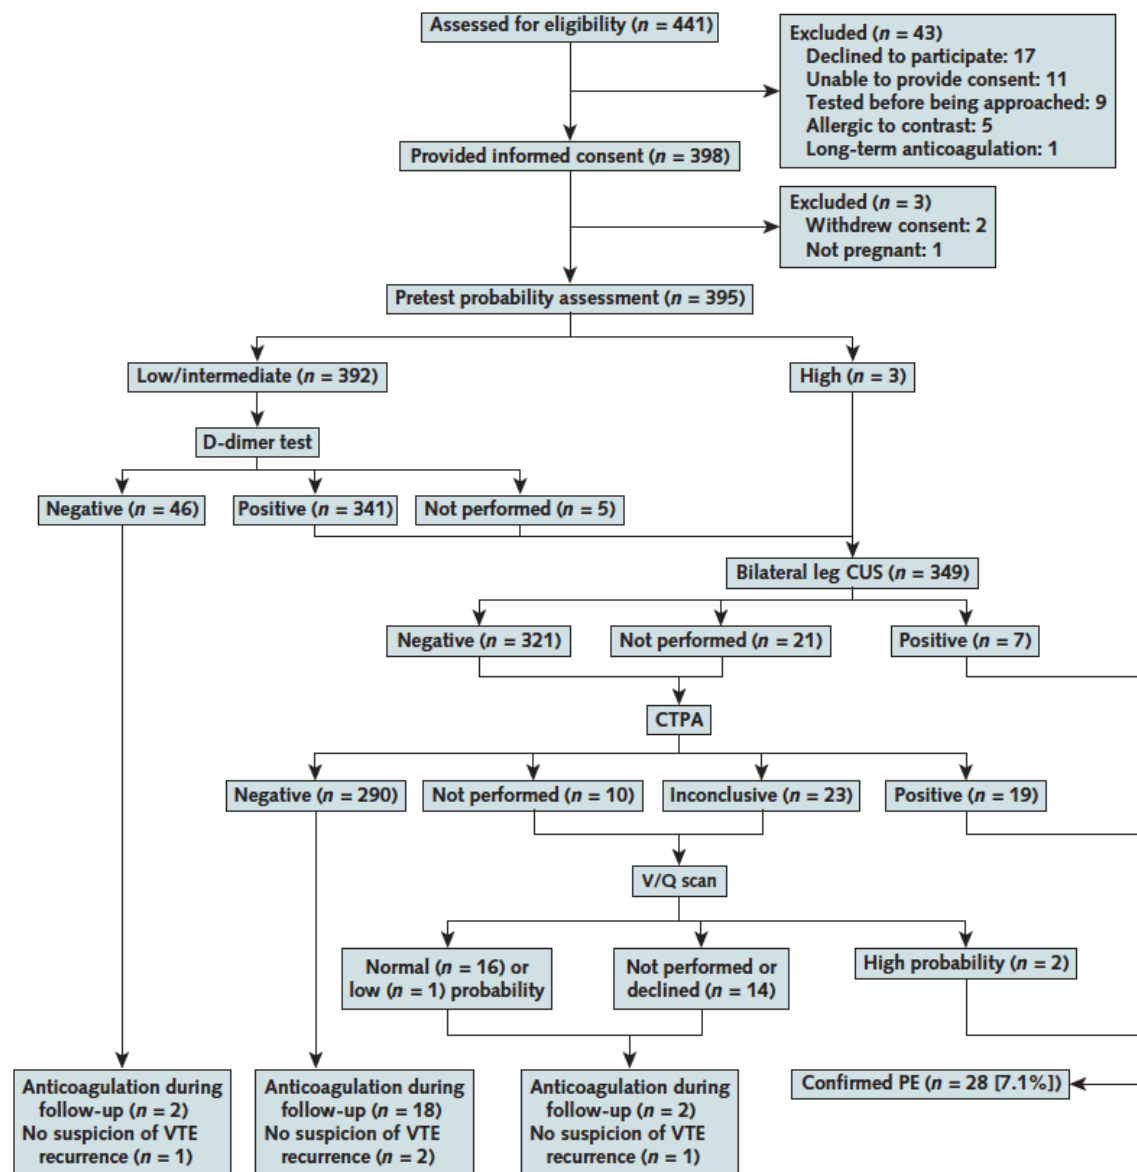 Assessed for eligibility (n = 441)
Excluded (n = 43)
Declined to participate: 17
Unable to provide consent: 11
Tested before being approached: 9
Allergic to contrast: 5
Long-term anticoagulation: 1
Provided informed consent (n = 398)
Excluded (n = 3)
Withdrew consent: 2
Not pregnant: 1
Pretest probability assessment (n = 395)
Low/intermediate (n = 392)
High (n = 3)
D-dimer test
Negative (n = 46)
Positive (n = 341)
Not performed (n = 5)
Bilateral leg CUS (n = 349)
Negative (n = 321)
Not performed (n = 21)
Positive (n = 7)
CTPA
Negative (n = 290)
Not performed (n = 10)
Inconclusive (n = 23)
Positive (n = 19)
V/Q scan
Normal (n = 16) or
low (n = 1) probability
Not performed or
declined (n = 14)
High probability (n = 2)
Anticoagulation during
follow-up (n = 2)
No suspicion of VTE
recurrence (n = 1)
Anticoagulation during
follow-up (n = 18)
No suspicion of VTE
recurrence (n = 2)
Anticoagulation during
follow-up (n = 2)
No suspicion of VTE
recurrence (n = 1)
Confirmed PE (n = 28 [7.1%])